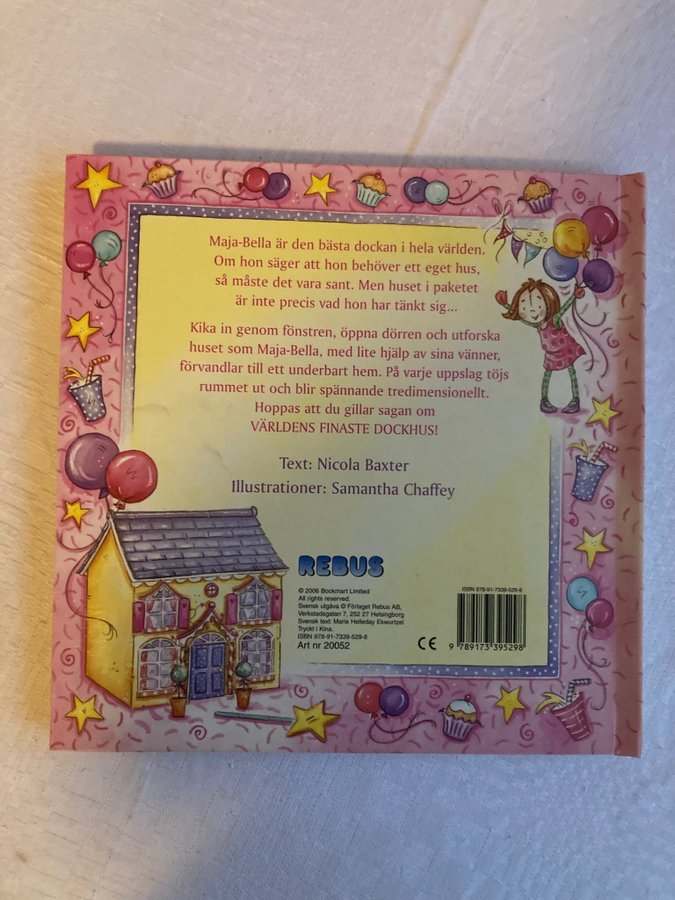 Maja-Bella är den bästa dockan i hela världen.
Om hon säger att hon behöver ett eget hus,
så måste det vara sant. Men huset i paketet
är inte precis vad hon har tänkt sig...
Kika in genom fönstren, öppna dörren och utforska
huset som Maja-Bella, med lite hjälp av sina vänner,
förvandlar till ett underbart hem. På varje uppslag töjs
rummet ut och blir spännande tredimensionellt.
Hoppas att du gillar sagan om
VÄRLDENS FINASTE DOCKHUS!
Text: Nicola Baxter
Illustrationer: Samantha Chaffey
REBUS
© 2006 Bookmart Limited
All rights reserved.
Svensk utgåva © Förlaget Rebus AB,
Verkstadsgatan 7, 252 27 Helsingborg
Svensk text: Marie Helleday Ekwurtzel
Tryckt i Kina.
ISBN 978-91-7339-529-8
Art nr 20052
CE
ISBN 978-91-7339-529-8
9 789173 395298